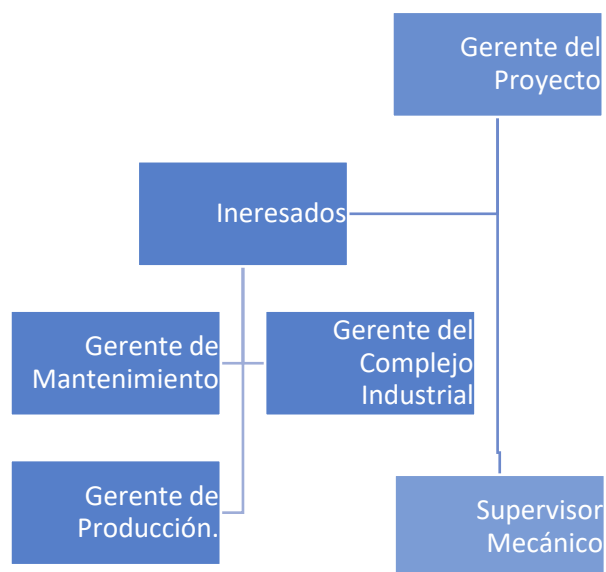 Gerente del
Proyecto
Ineresados
Gerente de
Mantenimiento
Gerente del
Complejo
Industrial
Gerente de
Producción.
Supervisor
Mecánico